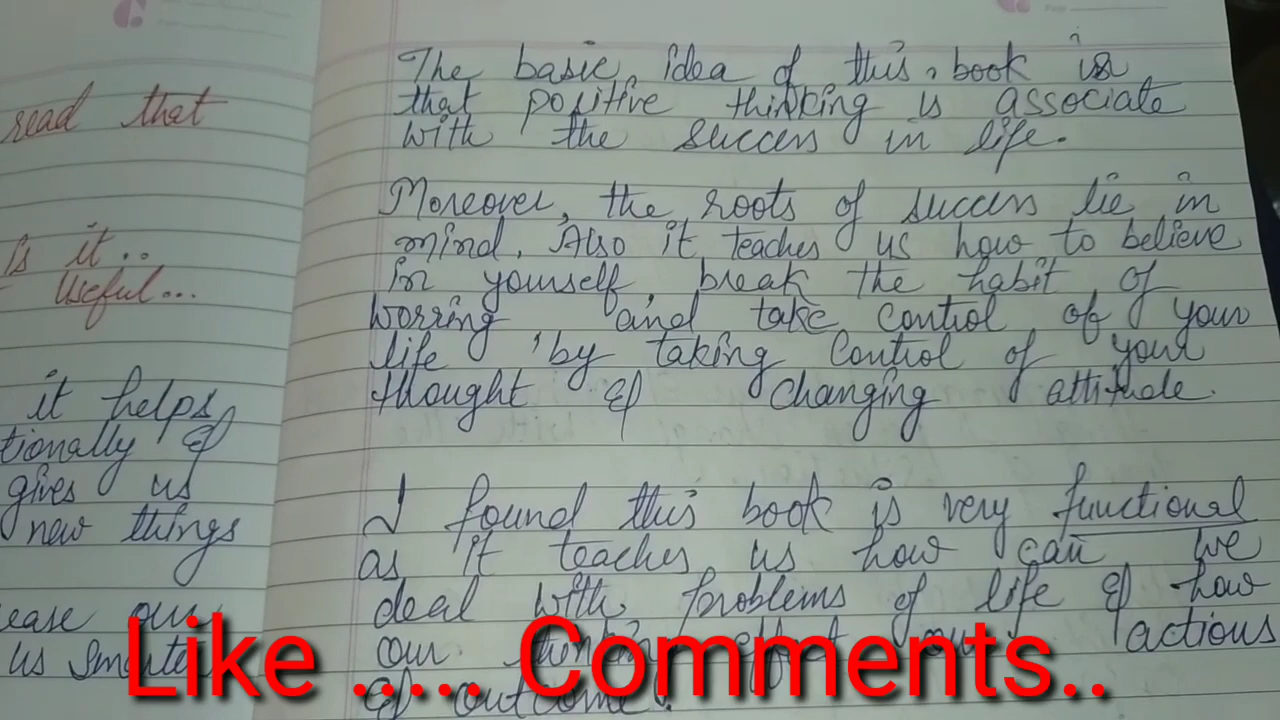 read that
is it..
useful...
it helps
tionally &
gives us
new things
ease our
us smarter
The basic idea of this book is
that positive thinking is associate
with the success in life.
Moreover, the roots of success lie in
mind. Also it teaches us how to believe
in yourself, break the habit of
worring and take control of your
life by taking control of your
thought & changing attitude.
I found this book is very functional
as it teaches us how can we
deal with problems of life & how
our thinking effect our actions
& outcome.
Like ..... Comments..